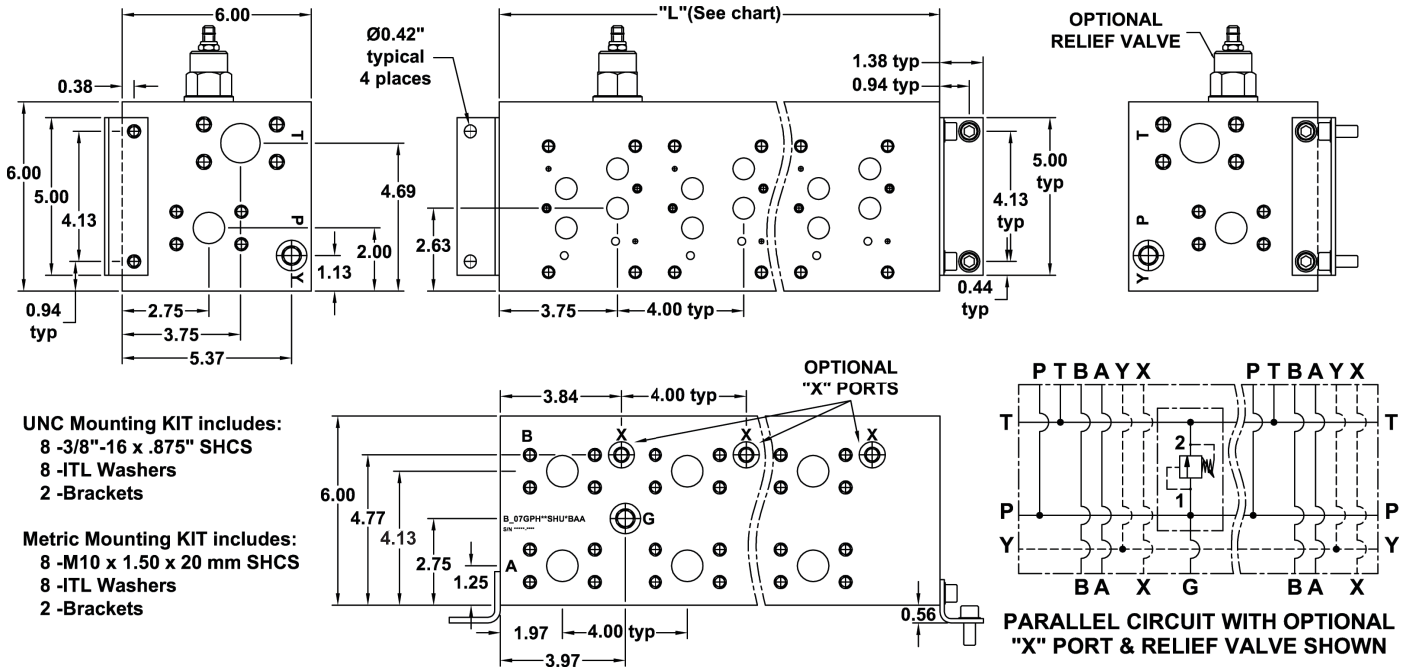 6.00
"L"(See chart)
OPTIONAL
RELIEF VALVE
Ø0.42"
typical
4 places
1.38 typ
0.94 typ
0.38
T
T
6.00
5.00
4.13
4.69
2.63
5.00
typ
4.13
typ
P
P
2.00
1.13
Y
Y
0.44
typ
0.94
typ
2.75
3.75
5.37
3.75
4.00 typ
OPTIONAL
"X" PORTS
3.84
4.00 typ
B
X
X
X
6.00
4.77
4.13
2.75
1.25
B_07GPH**SHU*BAA
G
A
0.56
1.97
4.00 typ
3.97
UNC Mounting KIT includes:
8 -3/8"-16 x .875" SHCS
8 -ITL Washers
2 -Brackets
Metric Mounting KIT includes:
8 -M10 x 1.50 x 20 mm SHCS
8 -ITL Washers
2 -Brackets
P T B A Y X
P T B A Y X
T
T
2
1
P
P
Y
Y
B A X G
B A X
PARALLEL CIRCUIT WITH OPTIONAL
"X" PORT & RELIEF VALVE SHOWN